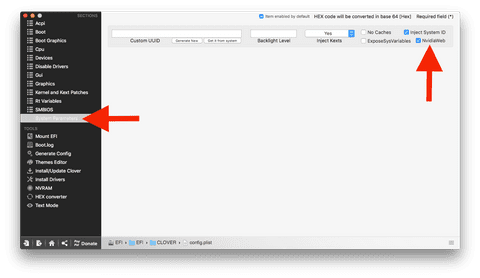 SECTIONS
Item enabled by default. HEX code will be converted in base 64 (Hex) Required field (*)
Acpi
Boot
Boot Graphics
Cpu
Devices
Disable Drivers
Gui
Graphics
Kernel and Kext Patches
Rt Variables
SMBIOS
System Parameters
Custom UUID
Generate New
Get it from system
Backlight Level
Yes
Inject Kexts
No Caches
Inject System ID
ExposeSysVariables
NvidiaWeb
TOOLS
Mount EFI
Boot.log
Generate Config
Themes Editor
Install/Update Clover
Install Drivers
NVRAM
HEX converter
Text Mode
Donate
EFI
EFI
CLOVER
config.plist